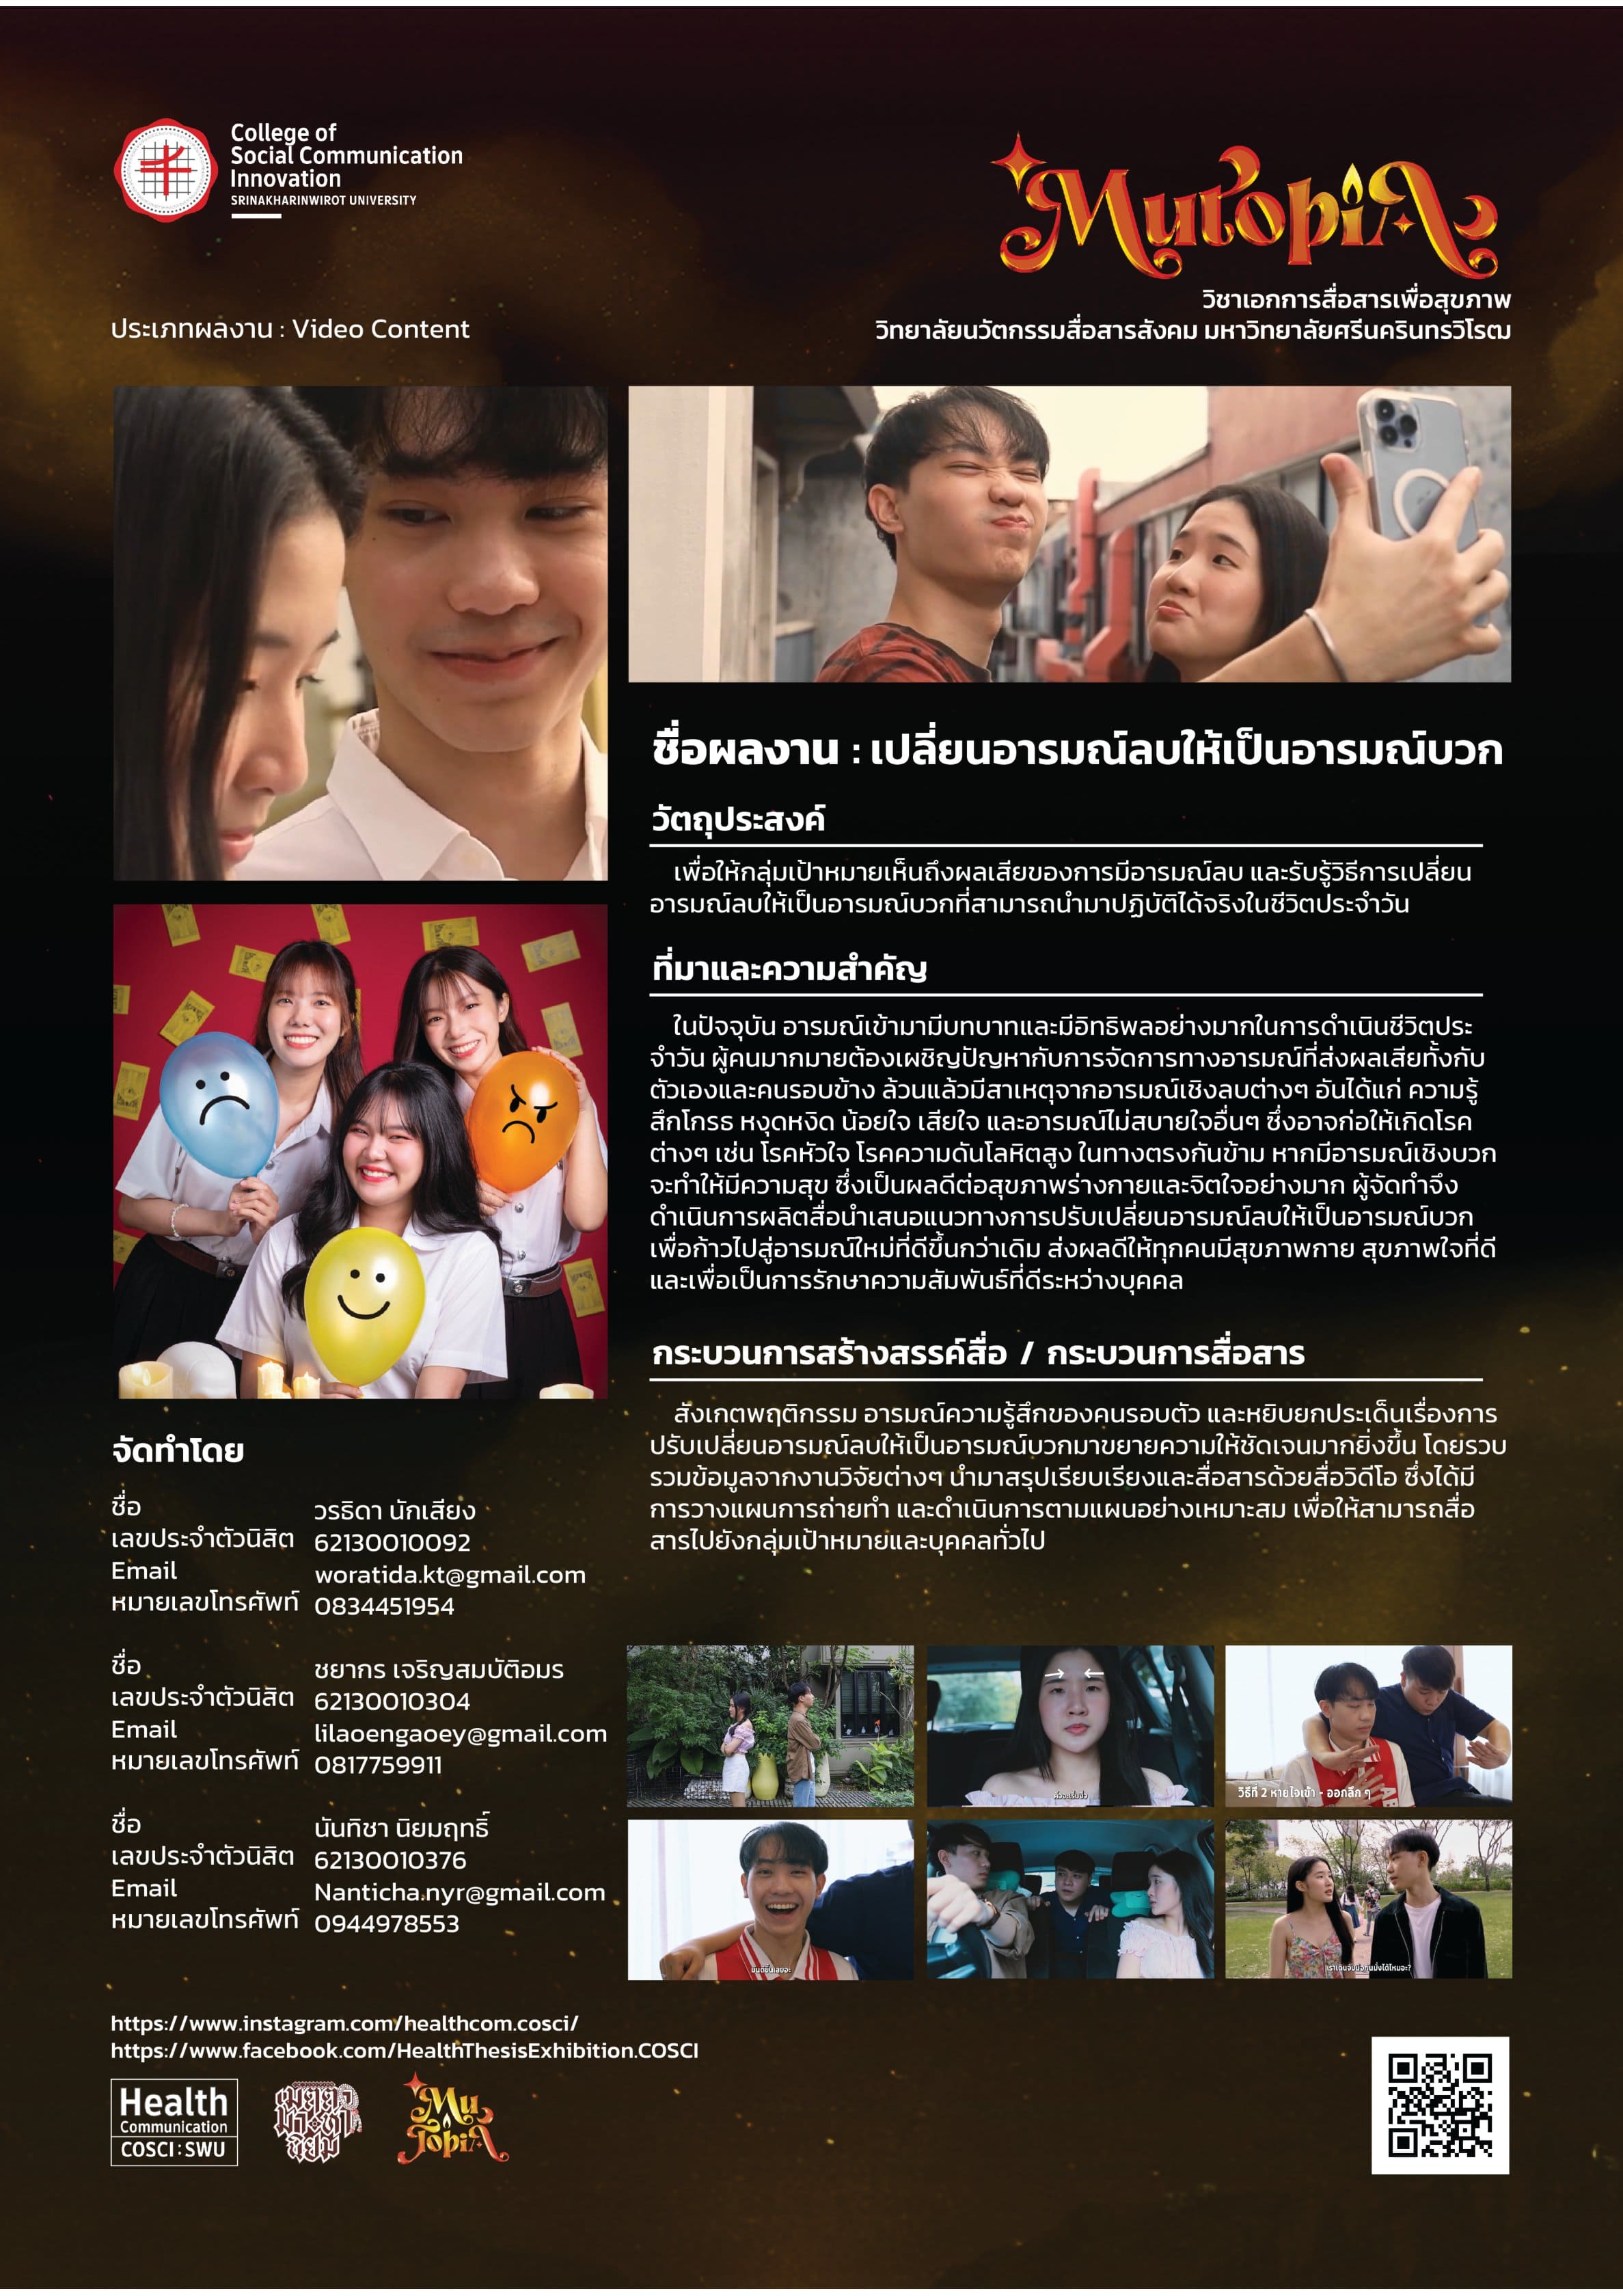 College of
Social Communication
Innovation
SRINAKHARINWIROT UNIVERSITY
Mutopia
วิชาเอกการสื่อสารเพื่อสุขภาพ
วิทยาลัยนวัตกรรมสื่อสารสังคม มหาวิทยาลัยศรีนครินทรวิโรฒ
ประเภทผลงาน : Video Content
ชื่อผลงาน : เปลี่ยนอารมณ์ลบให้เป็นอารมณ์บวก
วัตถุประสงค์
เพื่อให้กลุ่มเป้าหมายเห็นถึงผลเสียของการมีอารมณ์ลบ และรับรู้วิธีการเปลี่ยน
อารมณ์ลบให้เป็นอารมณ์บวกที่สามารถนำมาปฏิบัติได้จริงในชีวิตประจำวัน
ที่มาและความสำคัญ
ในปัจจุบัน อารมณ์เข้ามามีบทบาทและมีอิทธิพลอย่างมากในการดำเนินชีวิตประ
จำวัน ผู้คนมากมายต้องเผชิญปัญหากับการจัดการทางอารมณ์ที่ส่งผลเสียทั้งกับ
ตัวเองและคนรอบข้าง ล้วนแล้วมีสาเหตุจากอารมณ์เชิงลบต่างๆ อันได้แก่ ความรู้
สึกโกรธ หงุดหงิด น้อยใจ เสียใจ และอารมณ์ไม่สบายใจอื่นๆ ซึ่งอาจก่อให้เกิดโรค
ต่างๆ เช่น โรคหัวใจ โรคความดันโลหิตสูง ในทางตรงกันข้าม หากมีอารมณ์เชิงบวก
จะทำให้มีความสุข ซึ่งเป็นผลดีต่อสุขภาพร่างกายและจิตใจอย่างมาก ผู้จัดทำจึง
ดำเนินการผลิตสื่อนำเสนอแนวทางการปรับเปลี่ยนอารมณ์ลบให้เป็นอารมณ์บวก
เพื่อก้าวไปสู่อารมณ์ใหม่ที่ดีขึ้นกว่าเดิม ส่งผลดีให้ทุกคนมีสุขภาพกาย สุขภาพใจที่ดี
และเพื่อเป็นการรักษาความสัมพันธ์ที่ดีระหว่างบุคคล
กระบวนการสร้างสรรค์สื่อ / กระบวนการสื่อสาร
สังเกตพฤติกรรม อารมณ์ความรู้สึกของคนรอบตัว และหยิบยกประเด็นเรื่องการ
ปรับเปลี่ยนอารมณ์ลบให้เป็นอารมณ์บวกมาขยายความให้ชัดเจนมากยิ่งขึ้น โดยรวบ
รวมข้อมูลจากงานวิจัยต่างๆ นำมาสรุปเรียบเรียงและสื่อสารด้วยสื่อวิดีโอ ซึ่งได้มี
การวางแผนการถ่ายทำ และดำเนินการตามแผนอย่างเหมาะสม เพื่อให้สามารถสื่อ
สารไปยังกลุ่มเป้าหมายและบุคคลทั่วไป
จัดทำโดย
ชื่อ วรธิดา นักเสียง
เลขประจำตัวนิสิต 62130010092
Email woratida.kt@gmail.com
หมายเลขโทรศัพท์ 0834451954
ชื่อ ชยากร เจริญสมบัติอมร
เลขประจำตัวนิสิต 62130010304
Email lilaoengaoey@gmail.com
หมายเลขโทรศัพท์ 0817759911
ชื่อ นันทิชา นิยมฤทธิ์
เลขประจำตัวนิสิต 62130010376
Email Nanticha.nyr@gmail.com
หมายเลขโทรศัพท์ 0944978553
วิธีที่ 2 หายใจเข้า - ออกลึก ๆ
https://www.instagram.com/healthcom.cosci/
https://www.facebook.com/HealthThesisExhibition.COSCI
Health
Communication
COSCI : SWU
Mu
Topia